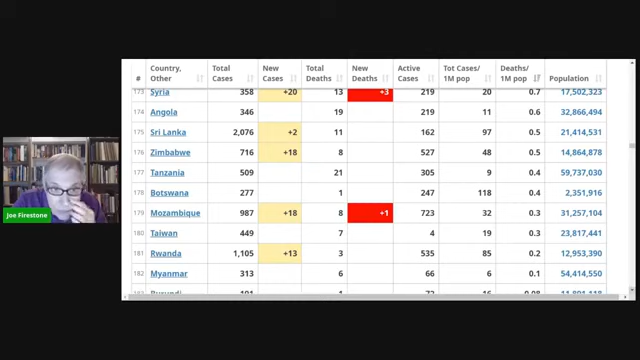 # Country, Other Total Cases New Cases Total Deaths New Deaths Active Cases Tot Cases/ 1M pop Deaths/ 1M pop Population
173 Syria 358 +20 13 +3 219 20 0.7 17,502,323
174 Angola 346 19 219 11 0.6 32,866,494
175 Sri Lanka 2,076 +2 11 162 97 0.5 21,414,531
176 Zimbabwe 716 +18 8 527 48 0.5 14,864,878
177 Tanzania 509 21 305 9 0.4 59,737,030
178 Botswana 277 1 247 118 0.4 2,351,916
179 Mozambique 987 +18 8 +1 723 32 0.3 31,257,104
180 Taiwan 449 7 4 19 0.3 23,817,441
181 Rwanda 1,105 +13 3 535 85 0.2 12,953,390
182 Myanmar 313 6 66 6 0.1 54,414,550
Burundi 191 1 72 16 0.08
Joe Firestone